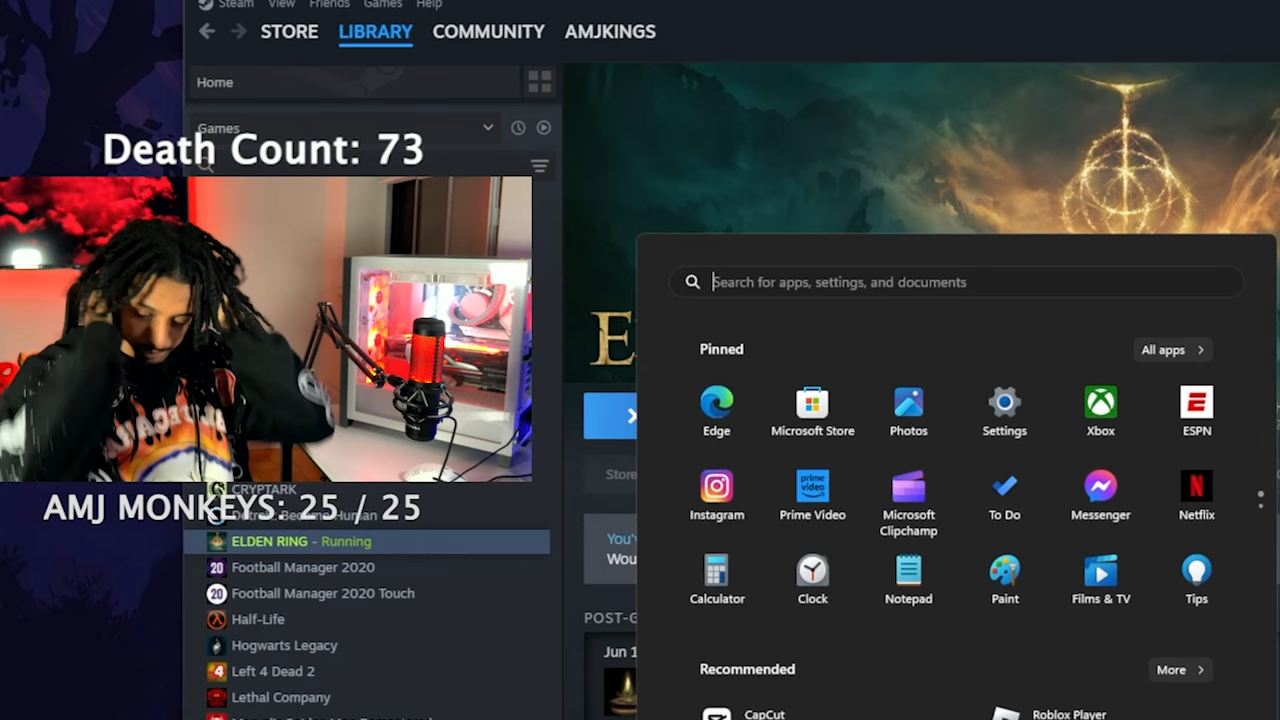 Steam View Friends Games Help
STORE LIBRARY COMMUNITY AMJKINGS
Home
Games
Death Count: 73
CRYPTARK
AMJ MONKEYS: 25 / 25
ELDEN RING - Running
Football Manager 2020
Football Manager 2020 Touch
Half-Life
Hogwarts Legacy
Left 4 Dead 2
Lethal Company
E
Store
You'v
Wou
POST-G
Jun 1
Search for apps, settings, and documents
Pinned
All apps
Edge
Microsoft Store
Photos
Settings
Xbox
ESPN
Instagram
prime video
Prime Video
Microsoft Clipchamp
To Do
Messenger
Netflix
Calculator
Clock
Notepad
Paint
Films & TV
Tips
Recommended
More
CapCut
Roblox Player